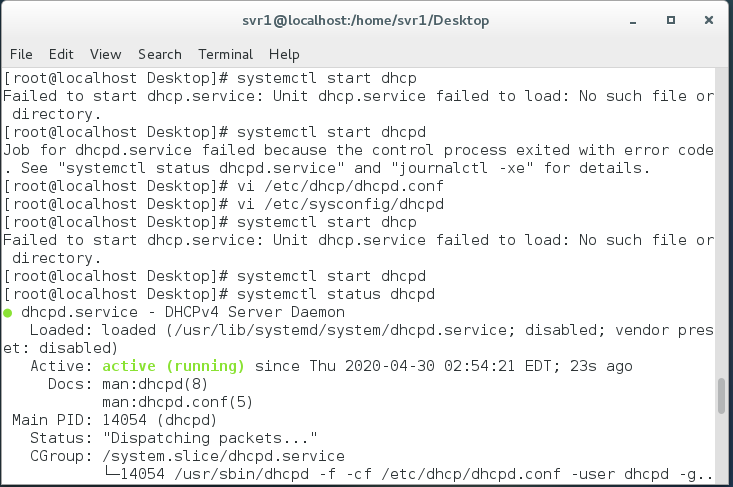 svr1@localhost:/home/svr1/Desktop
File Edit View Search Terminal Help
[root@localhost Desktop]# systemctl start dhcp
Failed to start dhcp.service: Unit dhcp.service failed to load: No such file or
 directory.
[root@localhost Desktop]# systemctl start dhcpd
Job for dhcpd.service failed because the control process exited with error code
. See "systemctl status dhcpd.service" and "journalctl -xe" for details.
[root@localhost Desktop]# vi /etc/dhcp/dhcpd.conf
[root@localhost Desktop]# vi /etc/sysconfig/dhcpd
[root@localhost Desktop]# systemctl start dhcp
Failed to start dhcp.service: Unit dhcp.service failed to load: No such file or
 directory.
[root@localhost Desktop]# systemctl start dhcpd
[root@localhost Desktop]# systemctl status dhcpd
● dhcpd.service - DHCPv4 Server Daemon
   Loaded: loaded (/usr/lib/systemd/system/dhcpd.service; disabled; vendor pres
et: disabled)
   Active: active (running) since Thu 2020-04-30 02:54:21 EDT; 23s ago
     Docs: man:dhcpd(8)
           man:dhcpd.conf(5)
 Main PID: 14054 (dhcpd)
   Status: "Dispatching packets..."
   CGroup: /system.slice/dhcpd.service
           └─14054 /usr/sbin/dhcpd -f -cf /etc/dhcp/dhcpd.conf -user dhcpd -g..